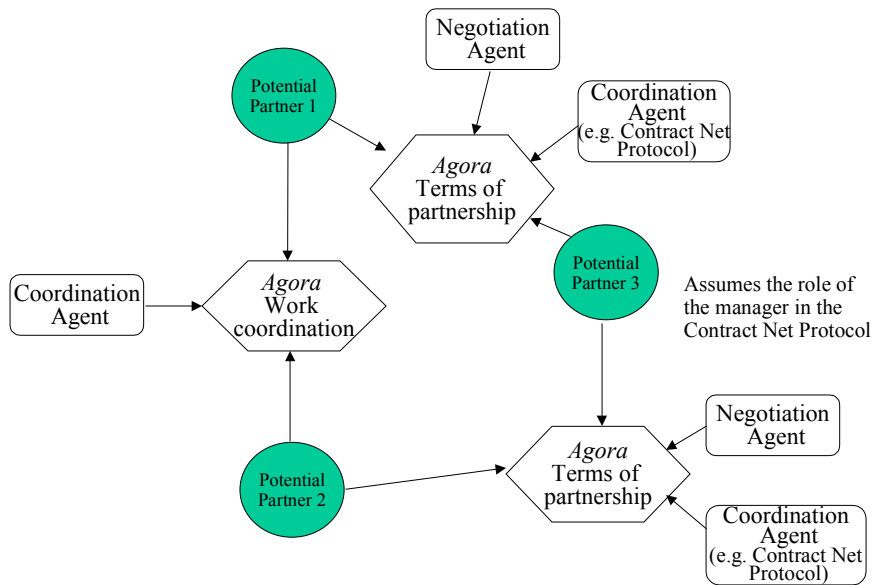 Negotiation
Agent
Potential
Partner 1
Coordination
Agent
(e.g. Contract Net
Protocol)
Agora
Terms of
partnership
Potential
Partner 3
Assumes the role of
the manager in the
Contract Net Protocol
Coordination
Agent
Agora
Work
coordination
Negotiation
Agent
Agora
Terms of
partnership
Potential
Partner 2
Coordination
Agent
(e.g. Contract Net
Protocol)